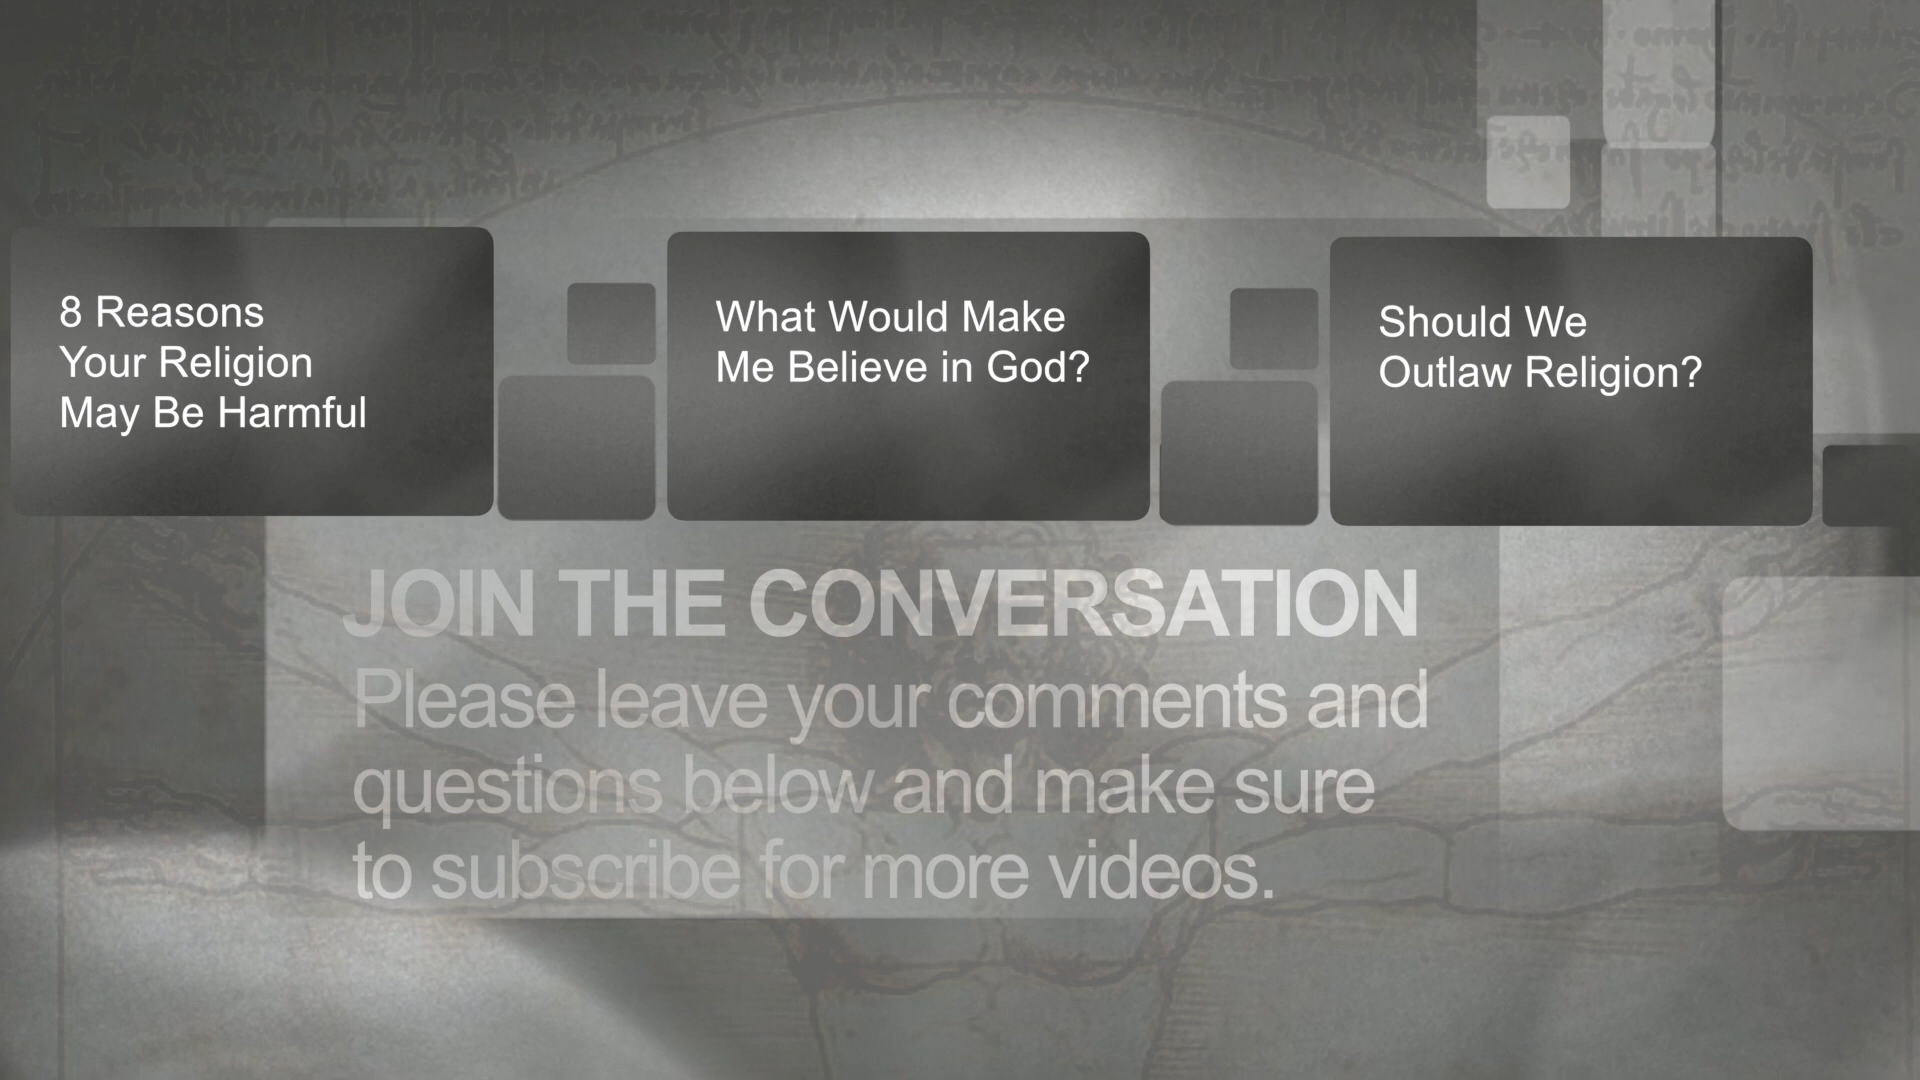 8 Reasons
Your Religion
May Be Harmful
What Would Make
Me Believe in God?
Should We
Outlaw Religion?
JOIN THE CONVERSATION
Please leave your comments and
questions below and make sure
to subscribe for more videos.